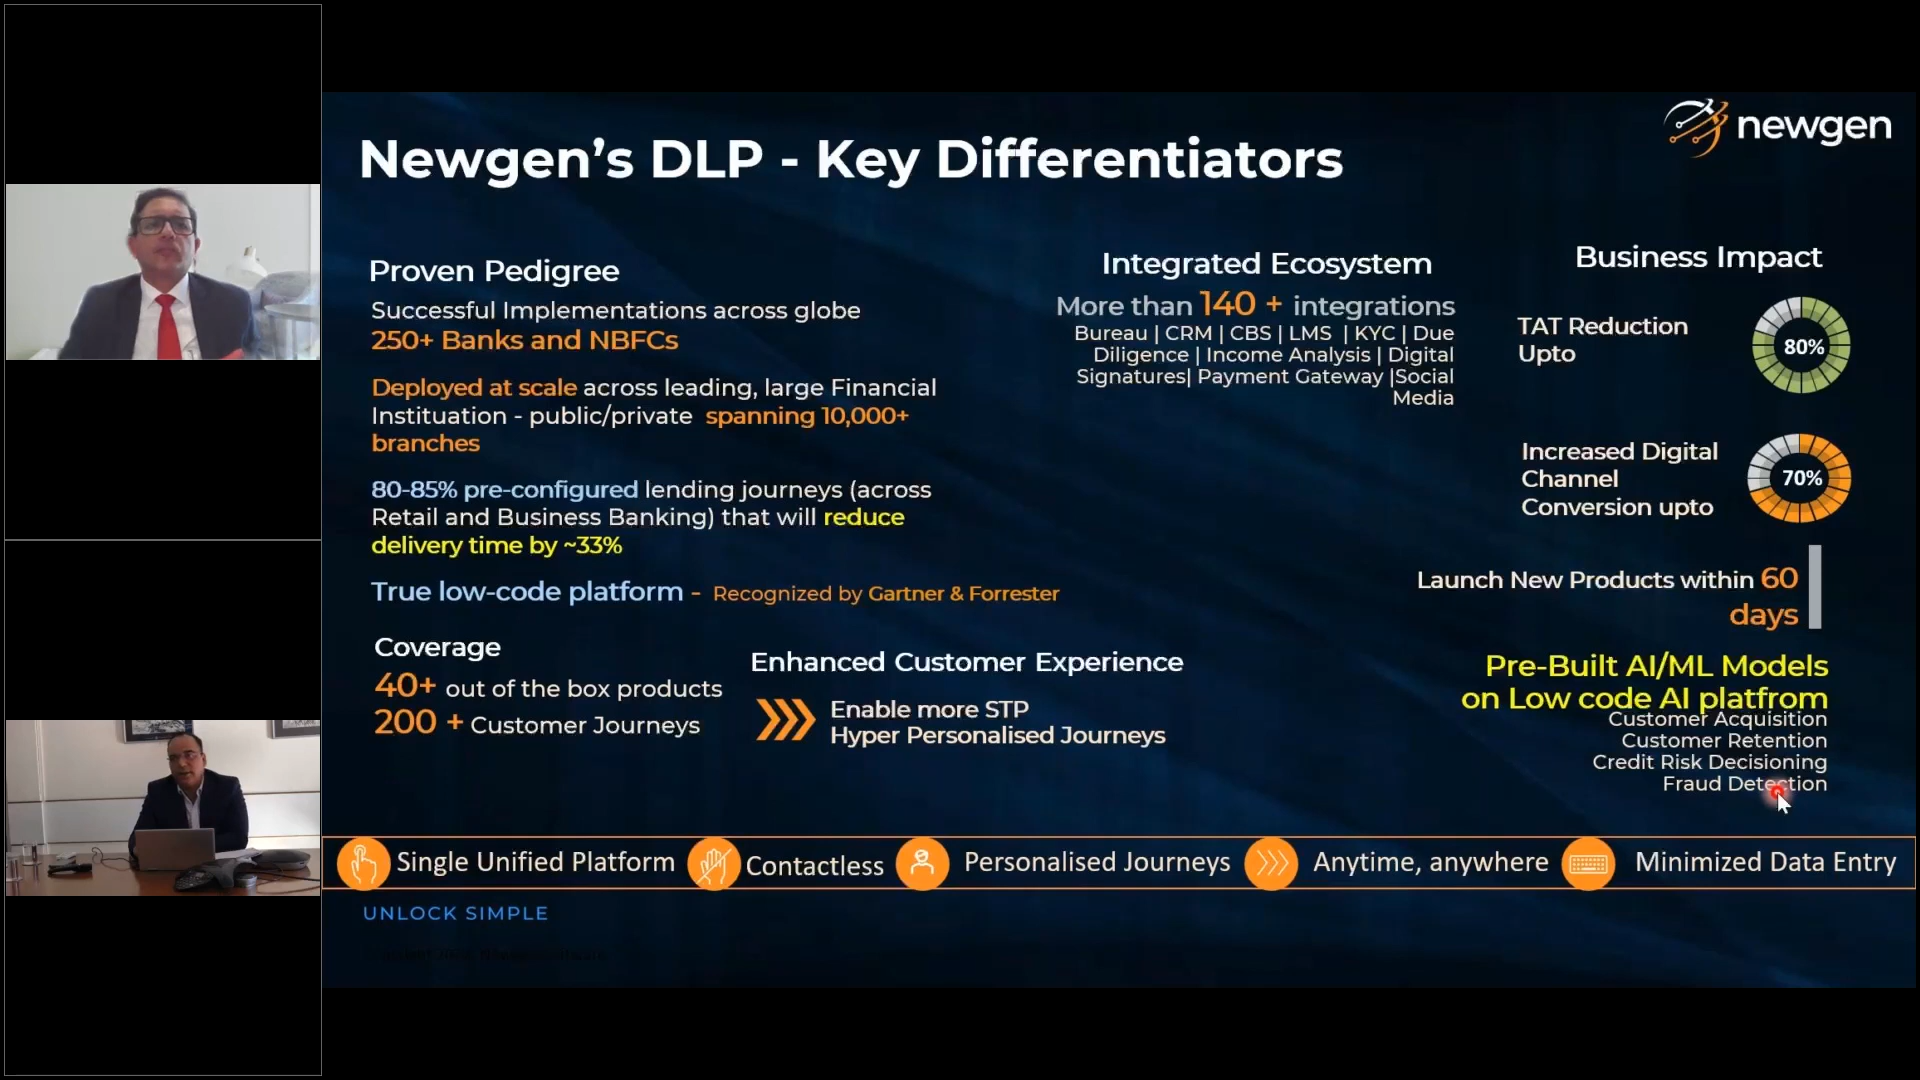 newgen
Newgen's DLP - Key Differentiators
Proven Pedigree
Successful Implementations across globe
250+ Banks and NBFCs
Deployed at scale across leading, large Financial
Instituation - public/private spanning 10,000+
branches
80-85% pre-configured lending journeys (across
Retail and Business Banking) that will reduce
delivery time by ~33%
True low-code platform - Recognized by Gartner & Forrester
Coverage
40+ out of the box products
200 + Customer Journeys
Enhanced Customer Experience
Enable more STP
Hyper Personalised Journeys
Integrated Ecosystem
More than 140 + integrations
Bureau | CRM | CBS | LMS | KYC | Due
Diligence | Income Analysis | Digital
Signatures| Payment Gateway |Social
Media
Business Impact
TAT Reduction
Upto
80%
Increased Digital
Channel
Conversion upto
70%
Launch New Products within 60
days
Pre-Built AI/ML Models
on Low code AI platfrom
Customer Acquisition
Customer Retention
Credit Risk Decisioning
Fraud Detection
Single Unified Platform
Contactless
Personalised Journeys
Anytime, anywhere
Minimized Data Entry
UNLOCK SIMPLE